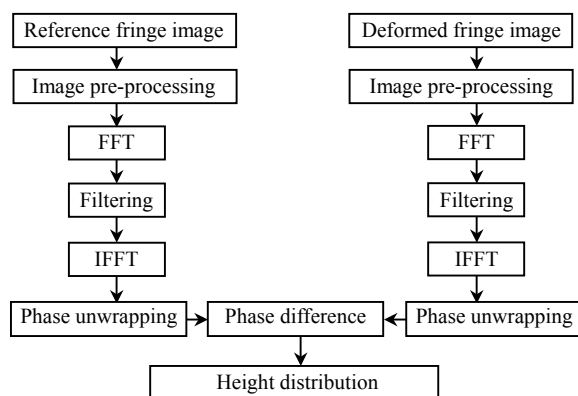 Reference fringe image
Deformed fringe image
Image pre-processing
Image pre-processing
FFT
FFT
Filtering
Filtering
IFFT
IFFT
Phase unwrapping
Phase difference
Phase unwrapping
Height distribution